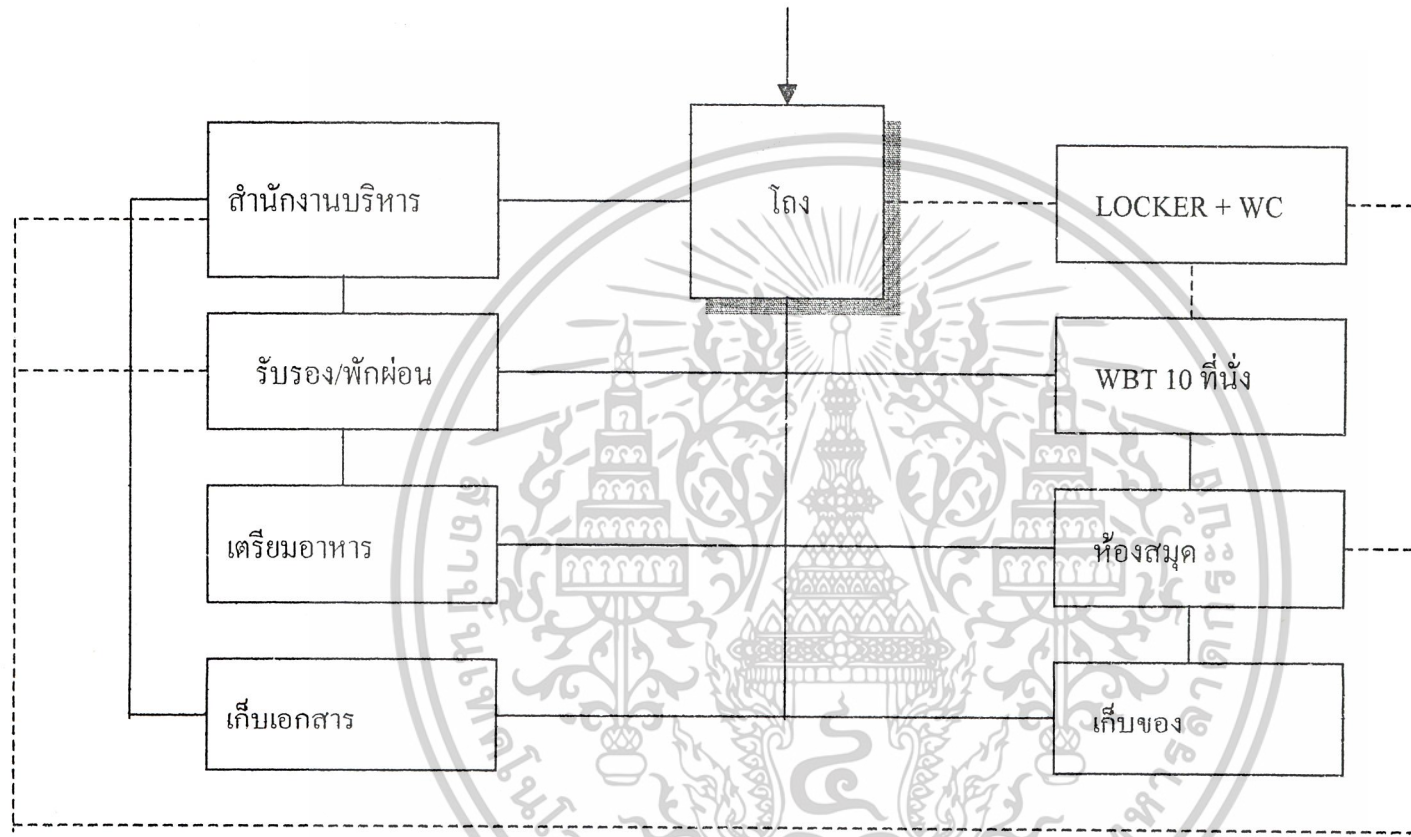 สำนักงานบริหาร
โถง
LOCKER + WC
รับรอง/พักผ่อน
WBT 10 ที่นั่ง
เตรียมอาหาร
ห้องสมุด
เก็บเอกสาร
เก็บของ